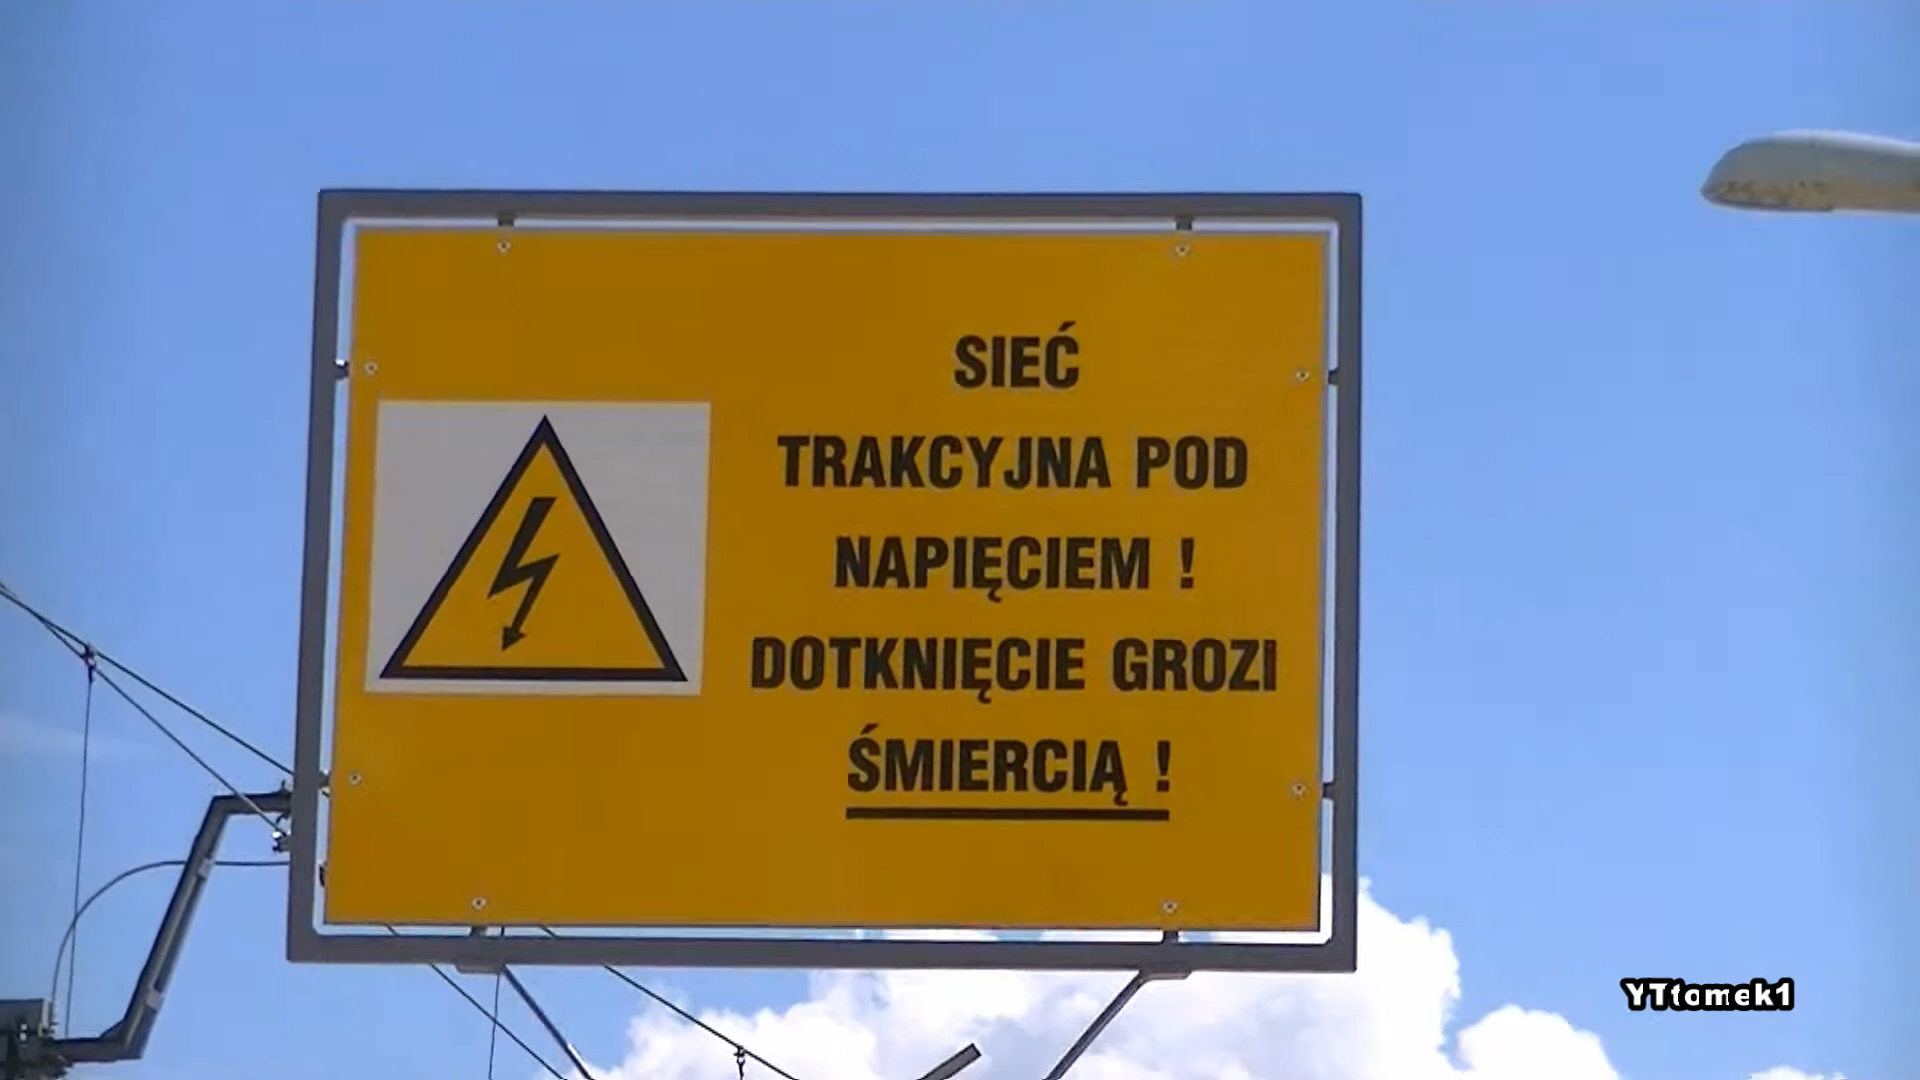 SIEĆ
TRAKCYJNA POD
NAPIĘCIEM !
DOTKNIĘCIE GROZI
ŚMIERCIĄ !
YTtomek1